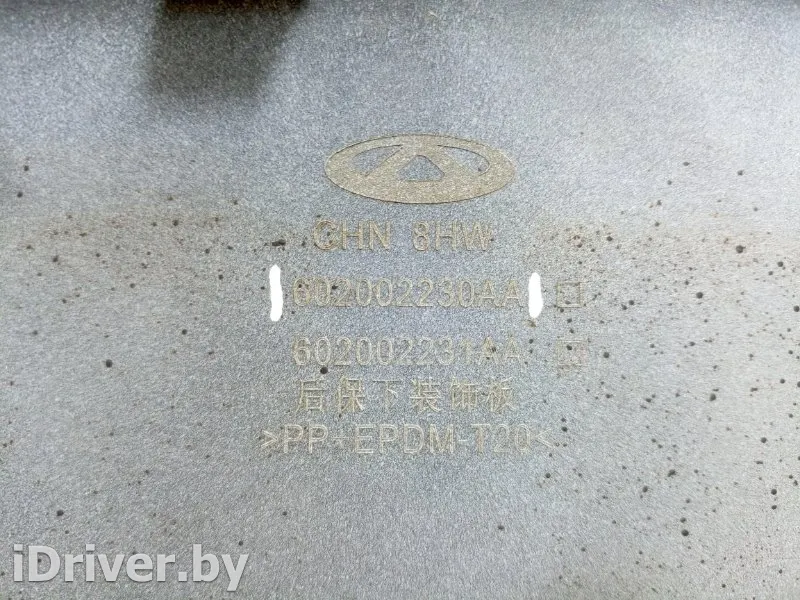 CHN 8HW
602002230AA
602002231AA
后保下装饰板
>PP+EPDM-T20<
iDriver.by